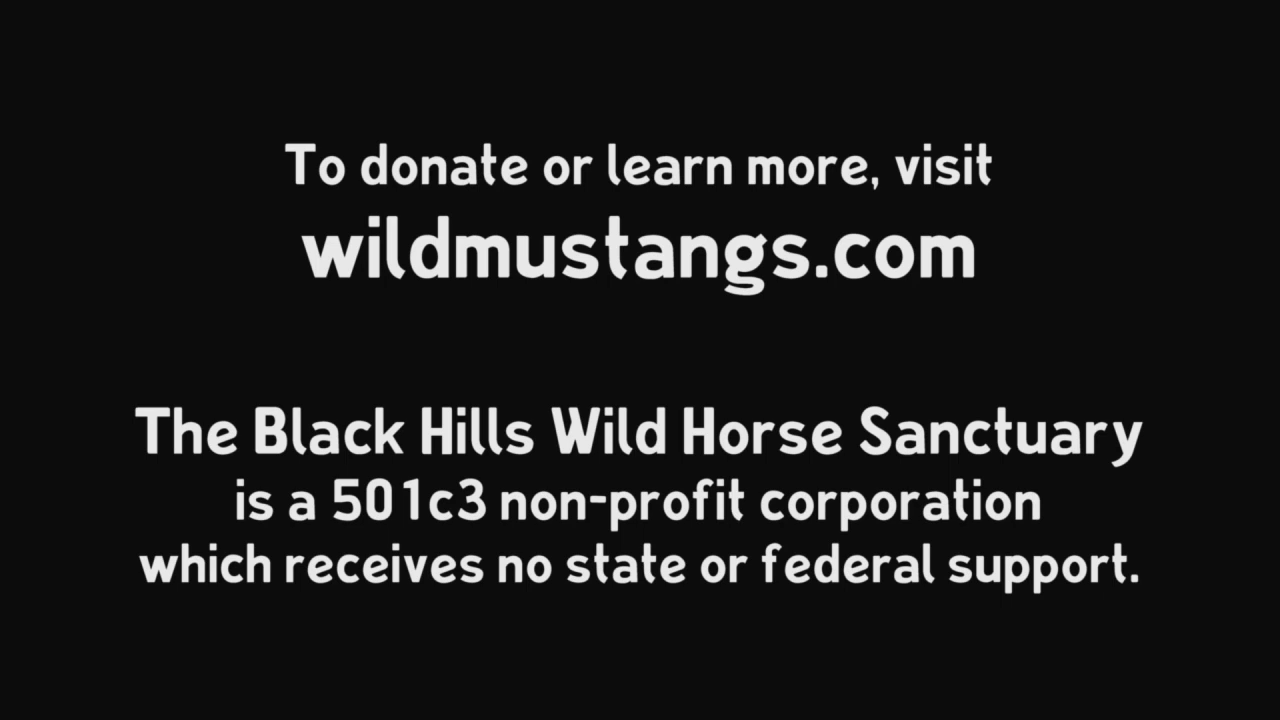 To donate or learn more, visit
wildmustangs.com
The Black Hills Wild Horse Sanctuary
is a 501c3 non-profit corporation
which receives no state or federal support.